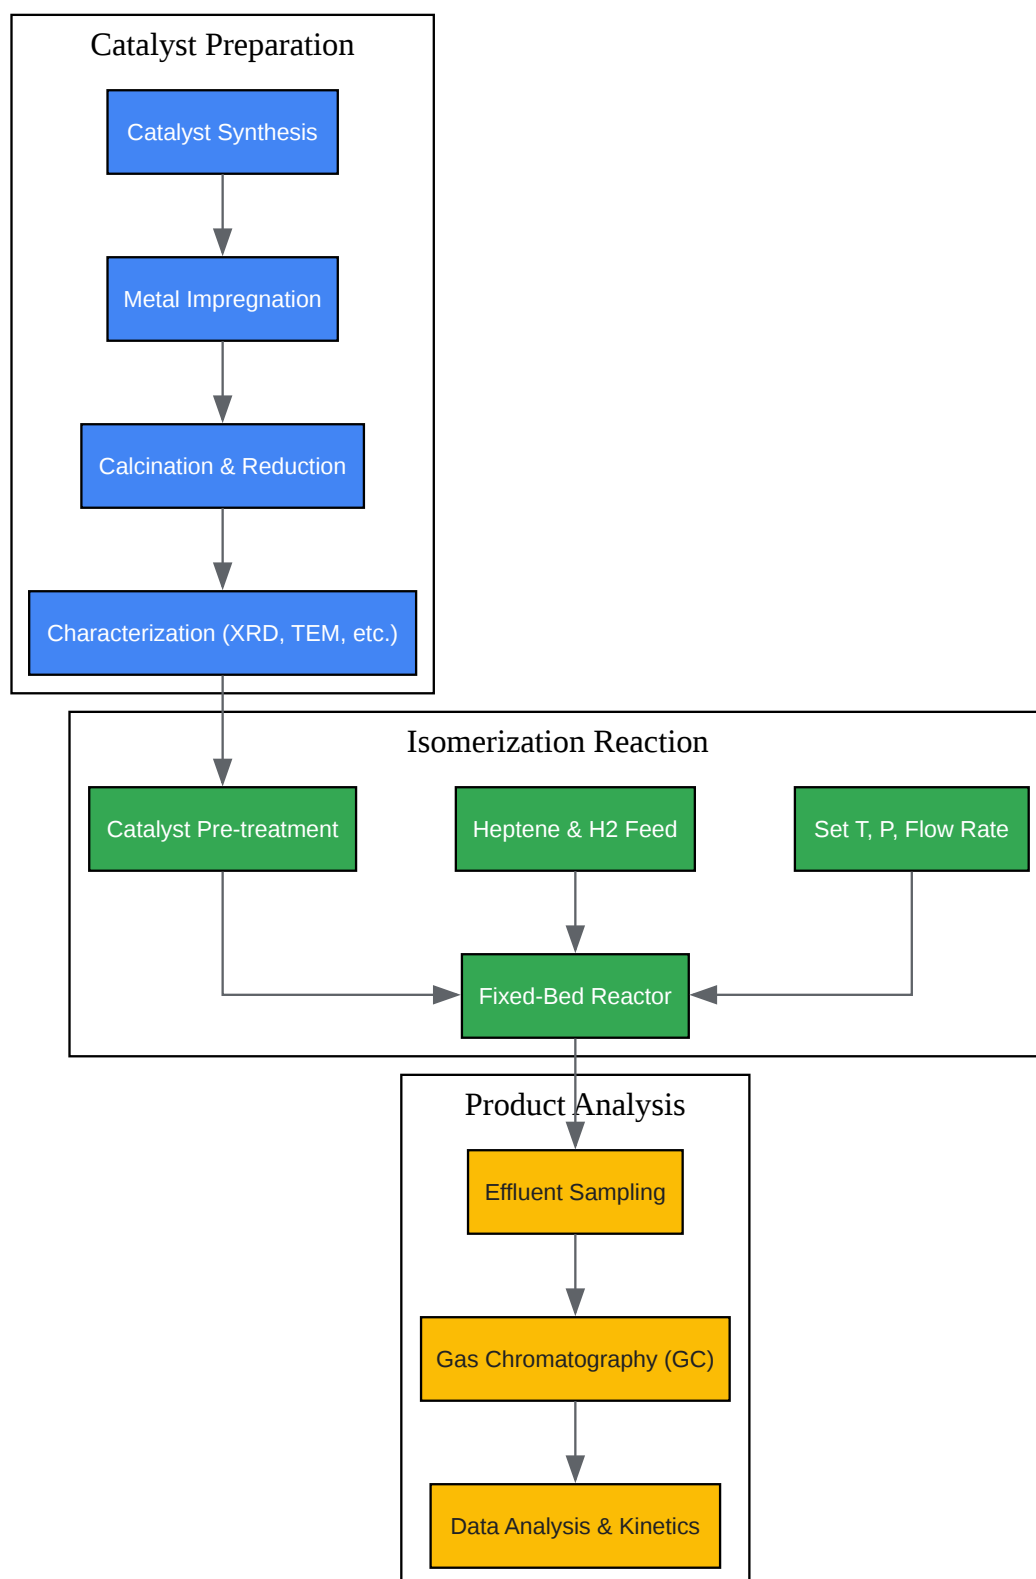 Catalyst Preparation
Catalyst Synthesis
Metal Impregnation
Calcination & Reduction
Characterization (XRD, TEM, etc.)
Isomerization Reaction
Catalyst Pre-treatment
Heptene & H2 Feed
Set T, P, Flow Rate
Fixed-Bed Reactor
Product Analysis
Effluent Sampling
Gas Chromatography (GC)
Data Analysis & Kinetics